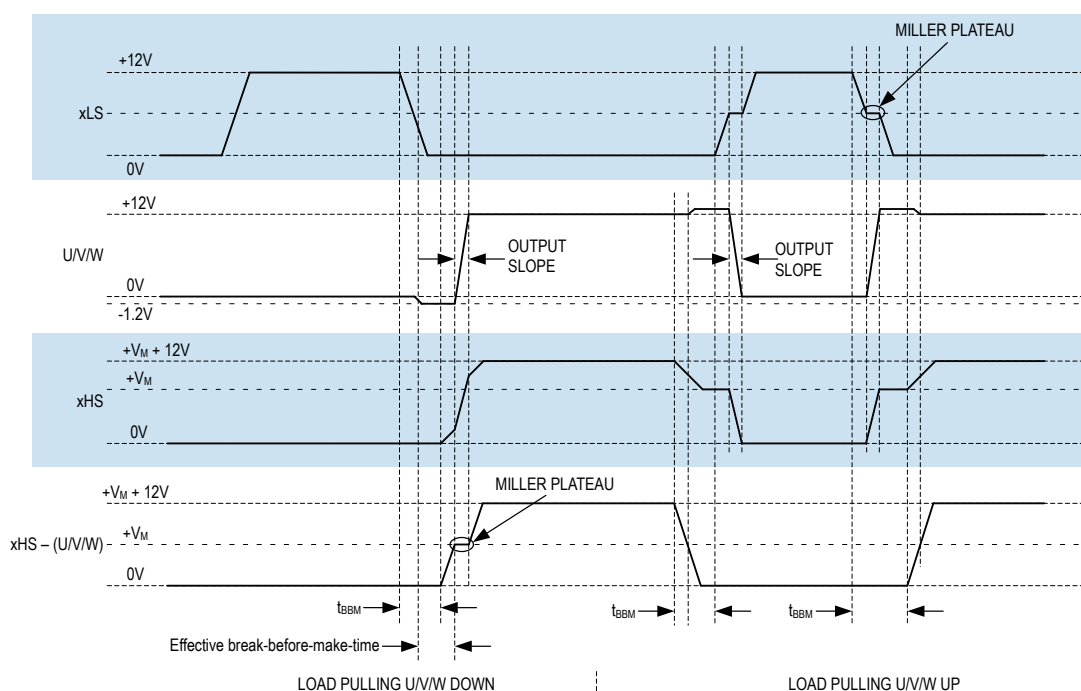 MILLER PLATEAU
+12V
xLS
0V
+12V
U/V/W
OUTPUT
SLOPE
OUTPUT
SLOPE
0V
-1.2V
+VM + 12V
+VM
xHS
0V
+VM + 12V
MILLER PLATEAU
+VM
xHS – (U/V/W)
0V
tBBM
tBBM
tBBM
Effective break-before-make-time
LOAD PULLING U/V/W DOWN
LOAD PULLING U/V/W UP